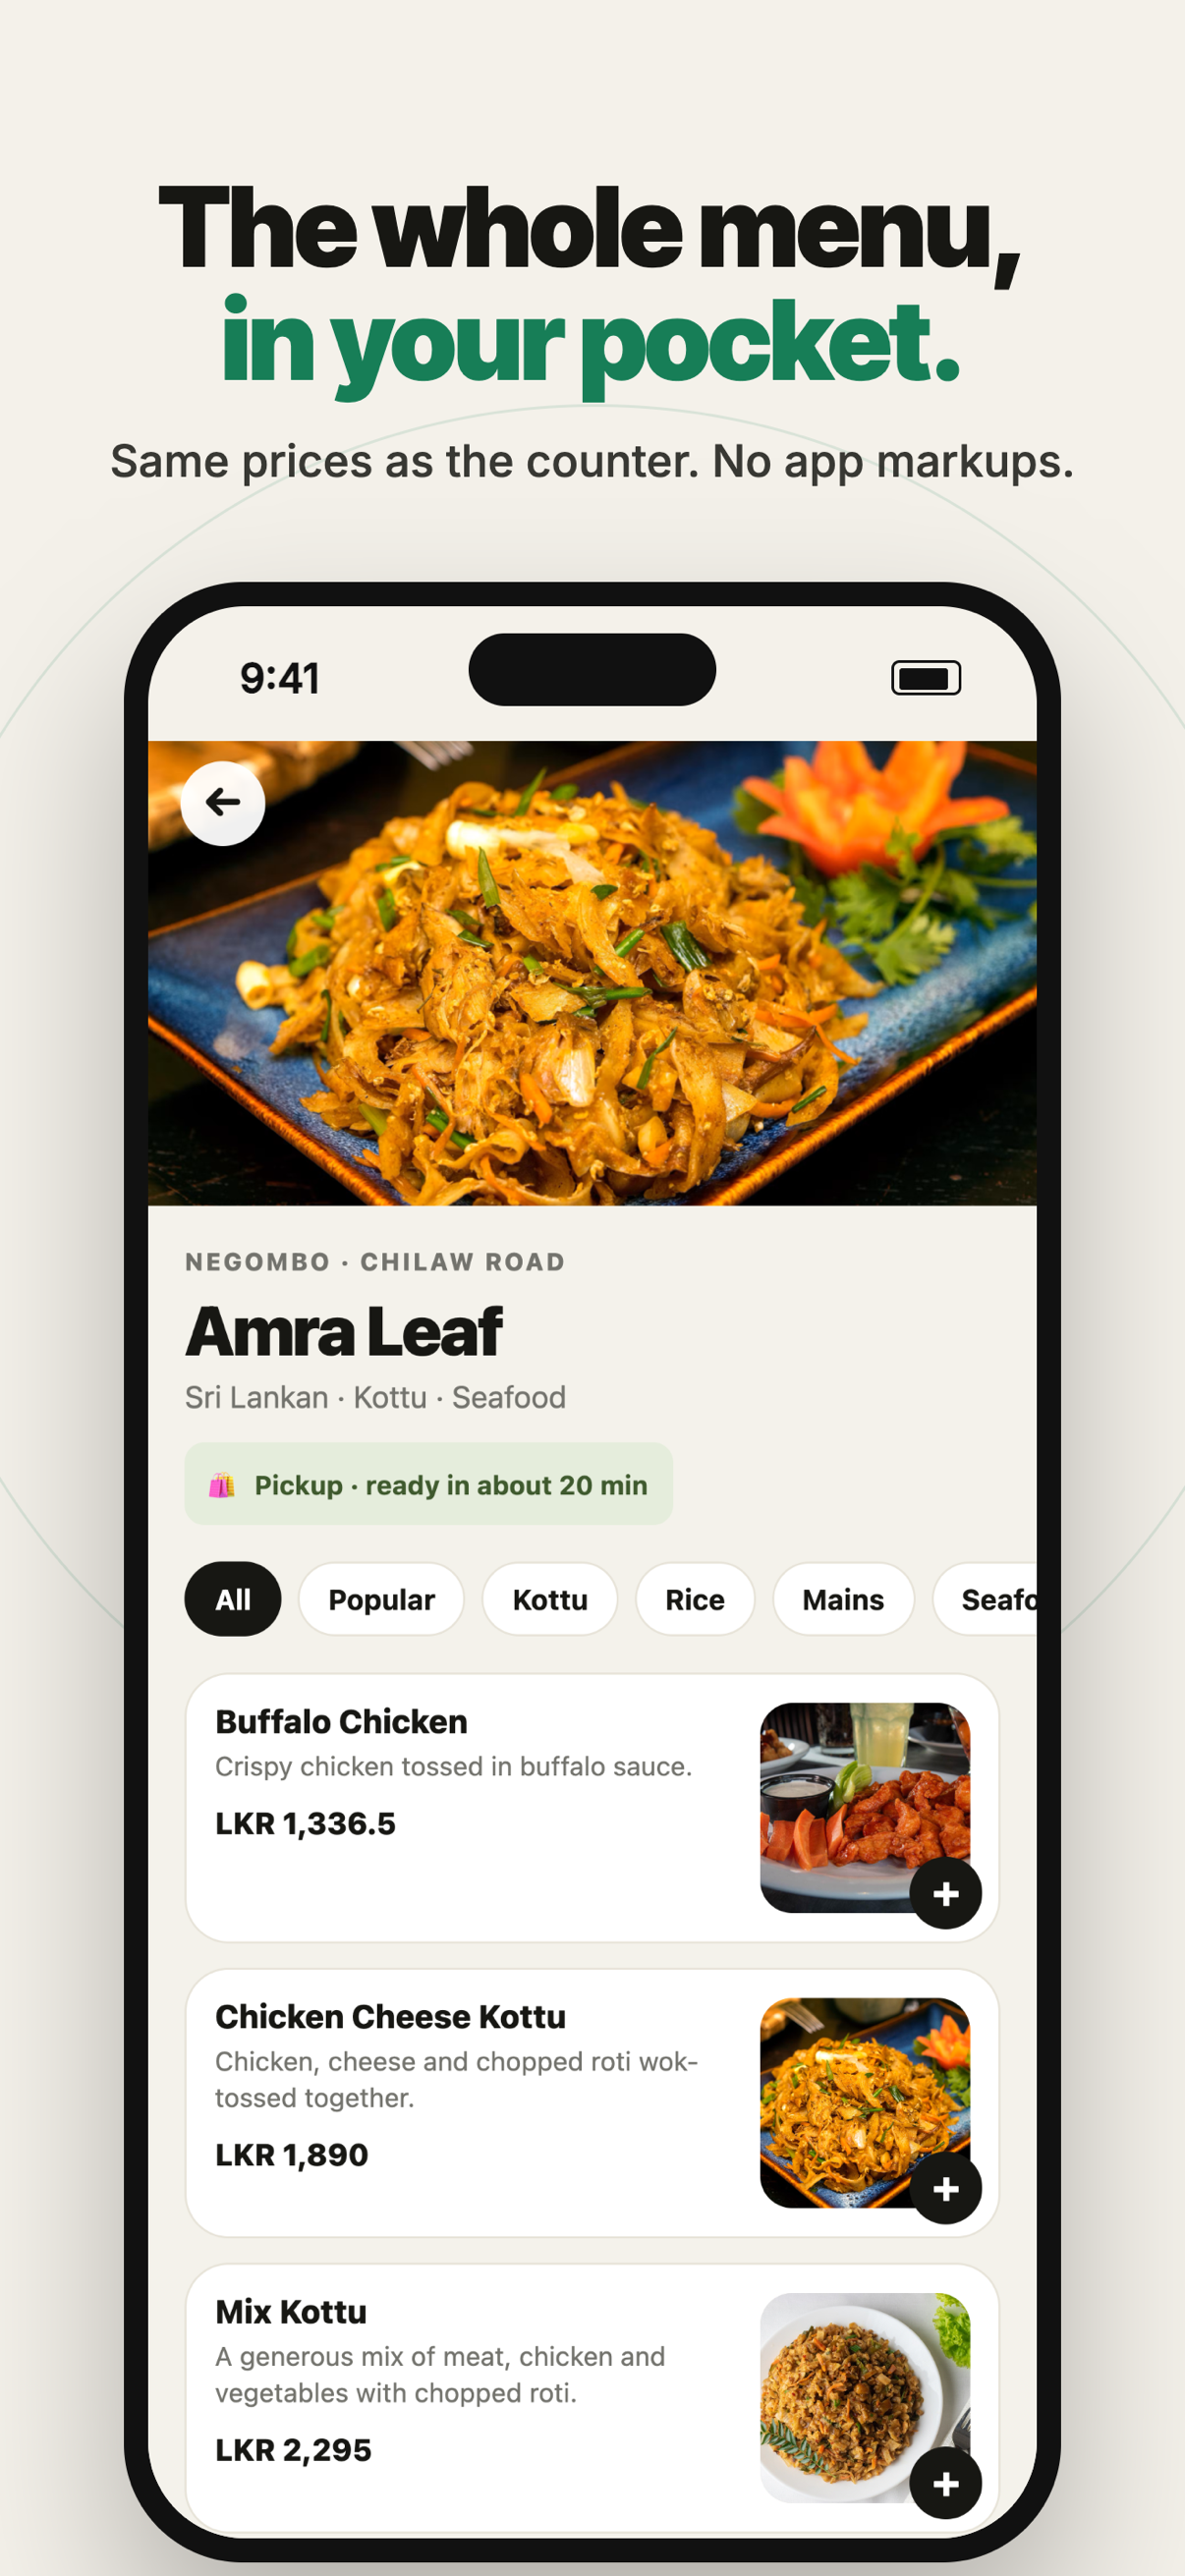 The whole menu,
in your pocket.
Same prices as the counter. No app markups.
9:41
NEGOMBO · CHILAW ROAD
Amra Leaf
Sri Lankan · Kottu · Seafood
Pickup · ready in about 20 min
All Popular Kottu Rice Mains Seafo
Buffalo Chicken
Crispy chicken tossed in buffalo sauce.
LKR 1,336.5
Chicken Cheese Kottu
Chicken, cheese and chopped roti wok-
tossed together.
LKR 1,890
Mix Kottu
A generous mix of meat, chicken and
vegetables with chopped roti.
LKR 2,295